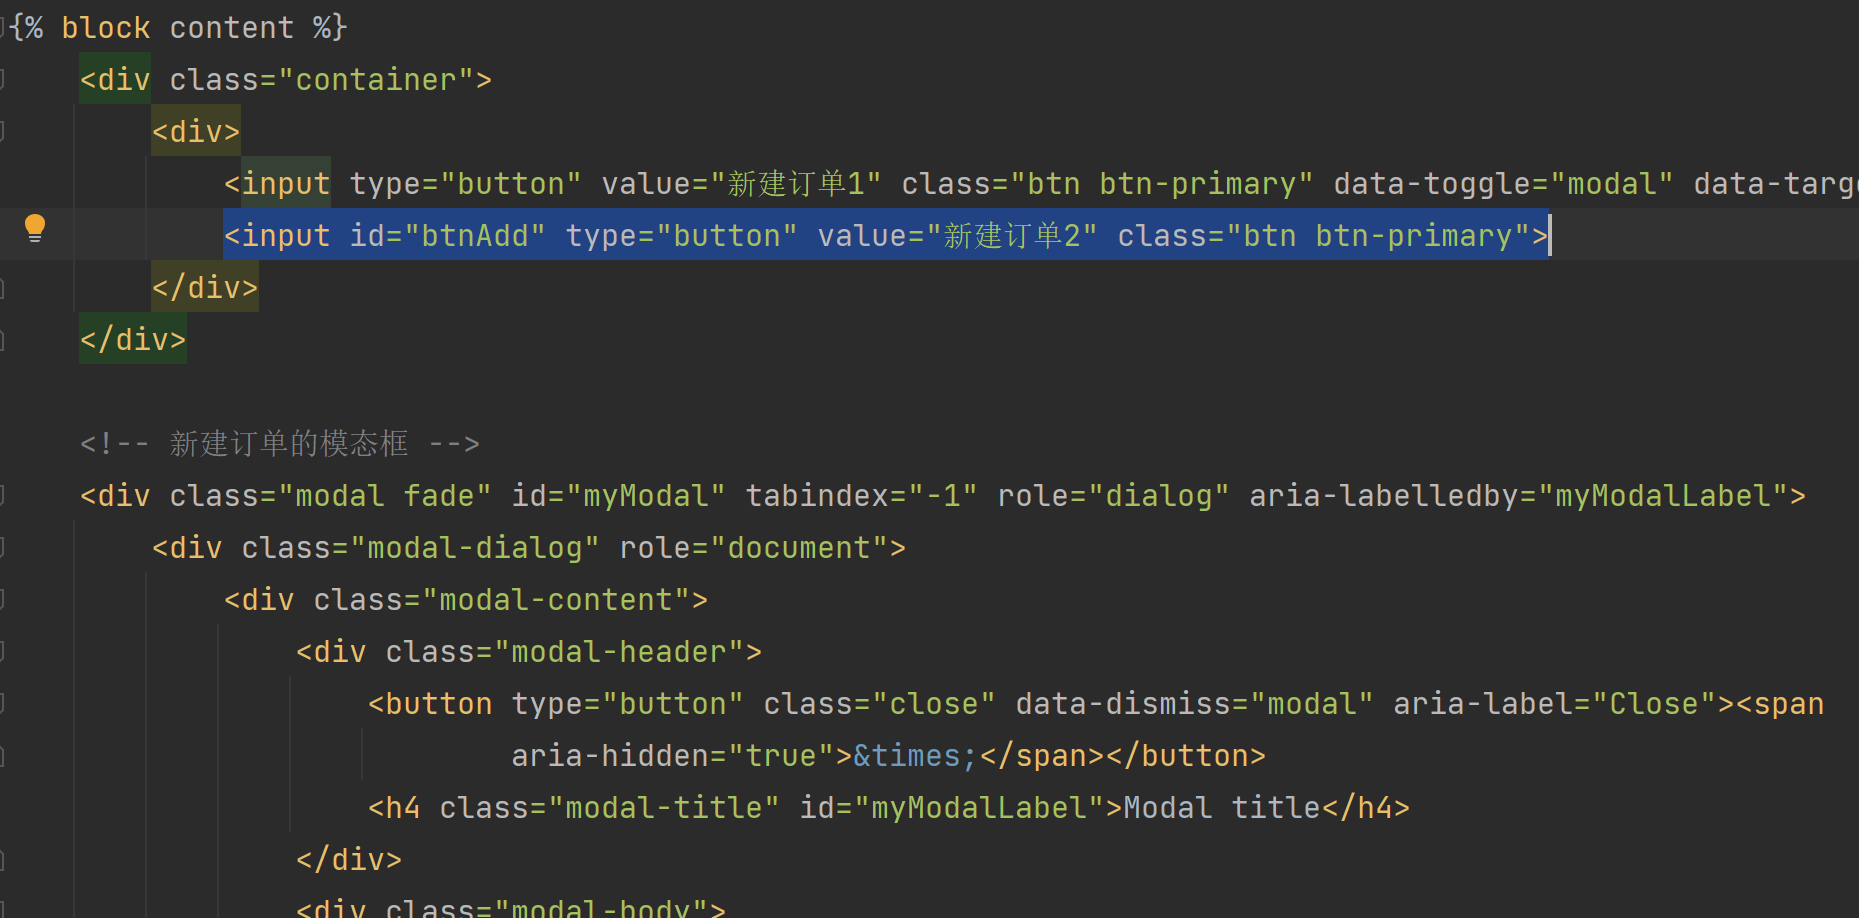 {% block content %}
<div class="container">
<div>
<input type="button" value="新建订单1" class="btn btn-primary" data-toggle="modal" data-targ
<input id="btnAdd" type="button" value="新建订单2" class="btn btn-primary">
</div>
</div>
<!-- 新建订单的模态框 -->
<div class="modal fade" id="myModal" tabindex="-1" role="dialog" aria-labelledby="myModalLabel">
<div class="modal-dialog" role="document">
<div class="modal-content">
<div class="modal-header">
<button type="button" class="close" data-dismiss="modal" aria-label="Close"><span
aria-hidden="true">&times;</span></button>
<h4 class="modal-title" id="myModalLabel">Modal title</h4>
</div>
<div class="modal-body">